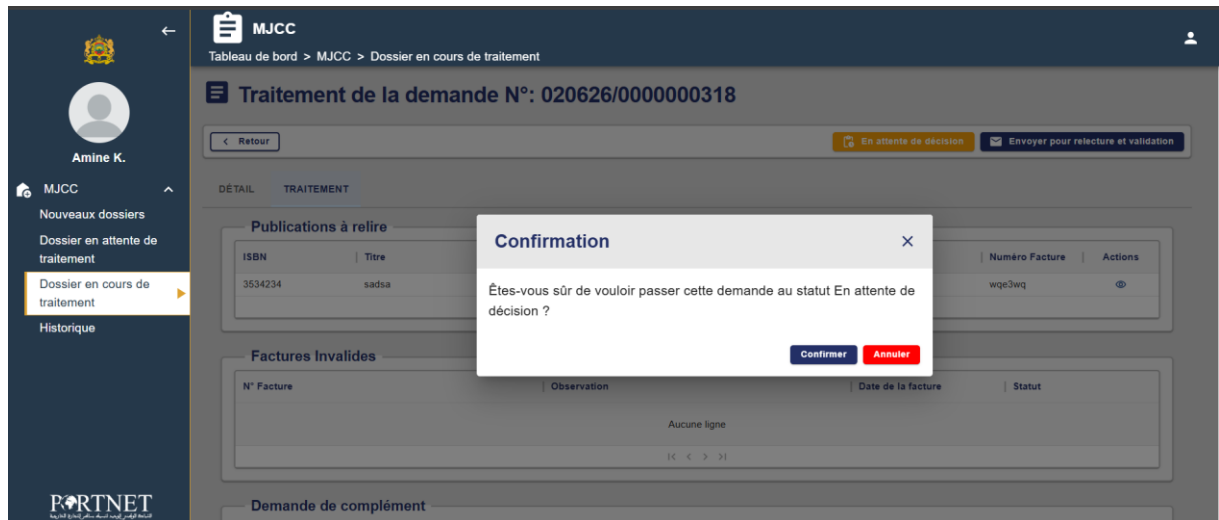 MJCC
Tableau de bord > MJCC > Dossier en cours de traitement
Amine K.
MJCC
Nouveaux dossiers
Dossier en attente de
traitement
Dossier en cours de
traitement
Historique
PORTNET
Traitement de la demande N°: 020626/0000000318
< Retour
En attente de décision
Envoyer pour relecture et validation
DÉTAIL TRAITEMENT
Publications à relire
ISBN Titre Numéro Facture Actions
3534234 sadsa wqe3wq
Confirmation
Êtes-vous sûr de vouloir passer cette demande au statut En attente de
décision ?
Confirmer Annuler
Factures Invalides
N° Facture Observation Date de la facture Statut
Aucune ligne
Demande de complément